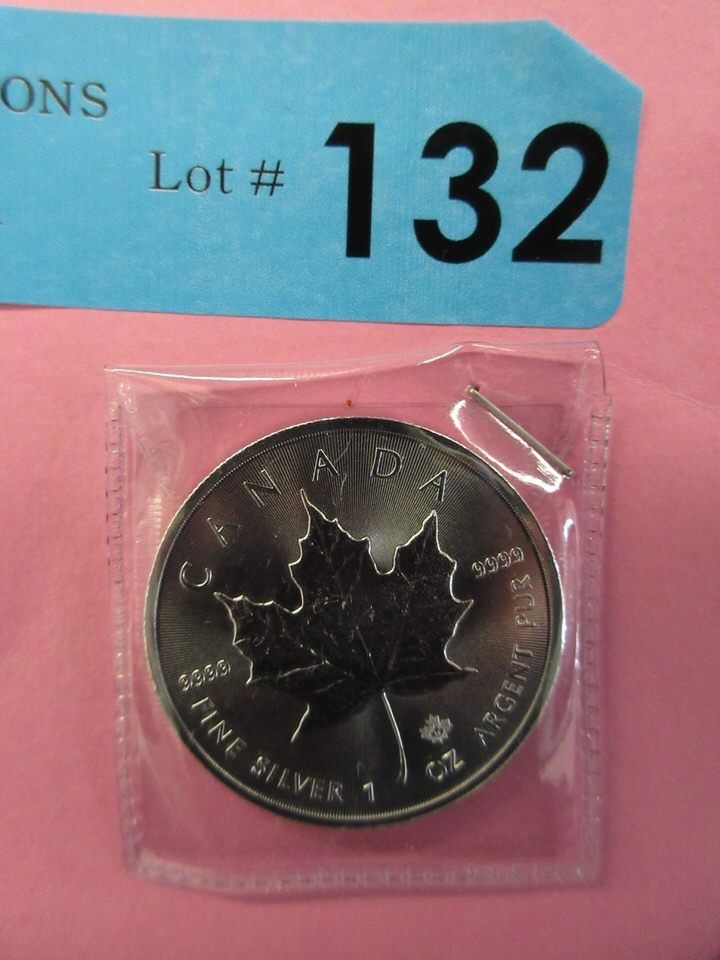 ONS
Lot # 132
CANADA
9999
9999
FINE SILVER 1 OZ ARGENT PUR